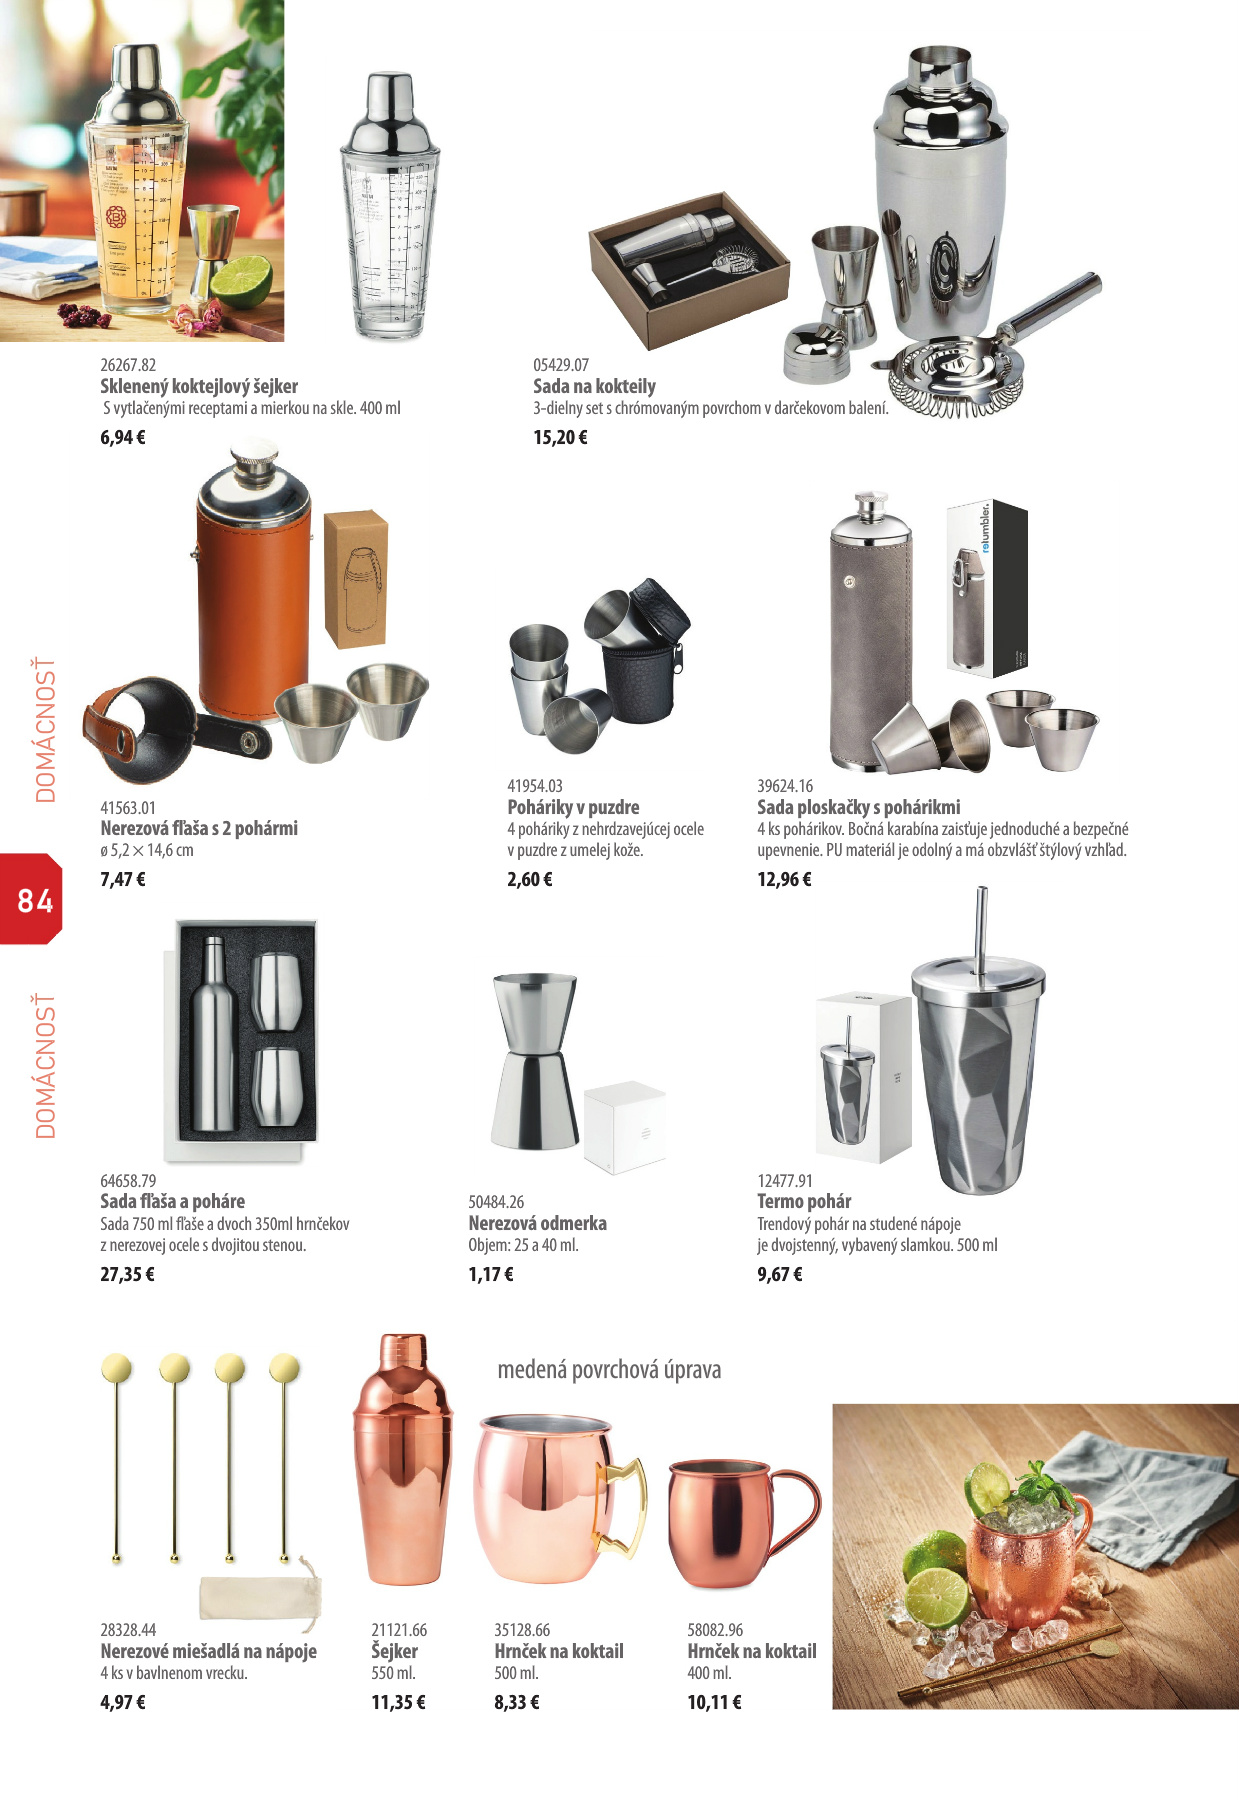 26267.82
Sklenený koktejlový šejker
S vytlačenými receptami a mierkou na skle. 400 ml
6,94 €
05429.07
Sada na kokteily
3-dielny set s chrómovaným povrchom v darčekovom balení.
15,20 €
retumbler.
DOMÁCNOSŤ
41563.01
Nerezová fľaša s 2 pohármi
ø 5,2 × 14,6 cm
7,47 €
41954.03
Poháriky v puzdre
4 poháriky z nehrdzavejúcej ocele
v puzdre z umelej kože.
2,60 €
39624.16
Sada ploskačky s pohárikmi
4 ks pohárikov. Bočná karabína zaisťuje jednoduché a bezpečné
upevnenie. PU materiál je odolný a má obzvlášť štýlový vzhľad.
12,96 €
84
DOMÁCNOSŤ
64658.79
Sada fľaša a poháre
Sada 750 ml fľaše a dvoch 350ml hrnčekov
z nerezovej ocele s dvojitou stenou.
27,35 €
50484.26
Nerezová odmerka
Objem: 25 a 40 ml.
1,17 €
12477.91
Termo pohár
Trendový pohár na studené nápoje
je dvojstenný, vybavený slamkou. 500 ml
9,67 €
medená povrchová úprava
28328.44
Nerezové miešadlá na nápoje
4 ks v bavlnenom vrecku.
4,97 €
21121.66
Šejker
550 ml.
11,35 €
35128.66
Hrnček na koktail
500 ml.
8,33 €
58082.96
Hrnček na koktail
400 ml.
10,11 €